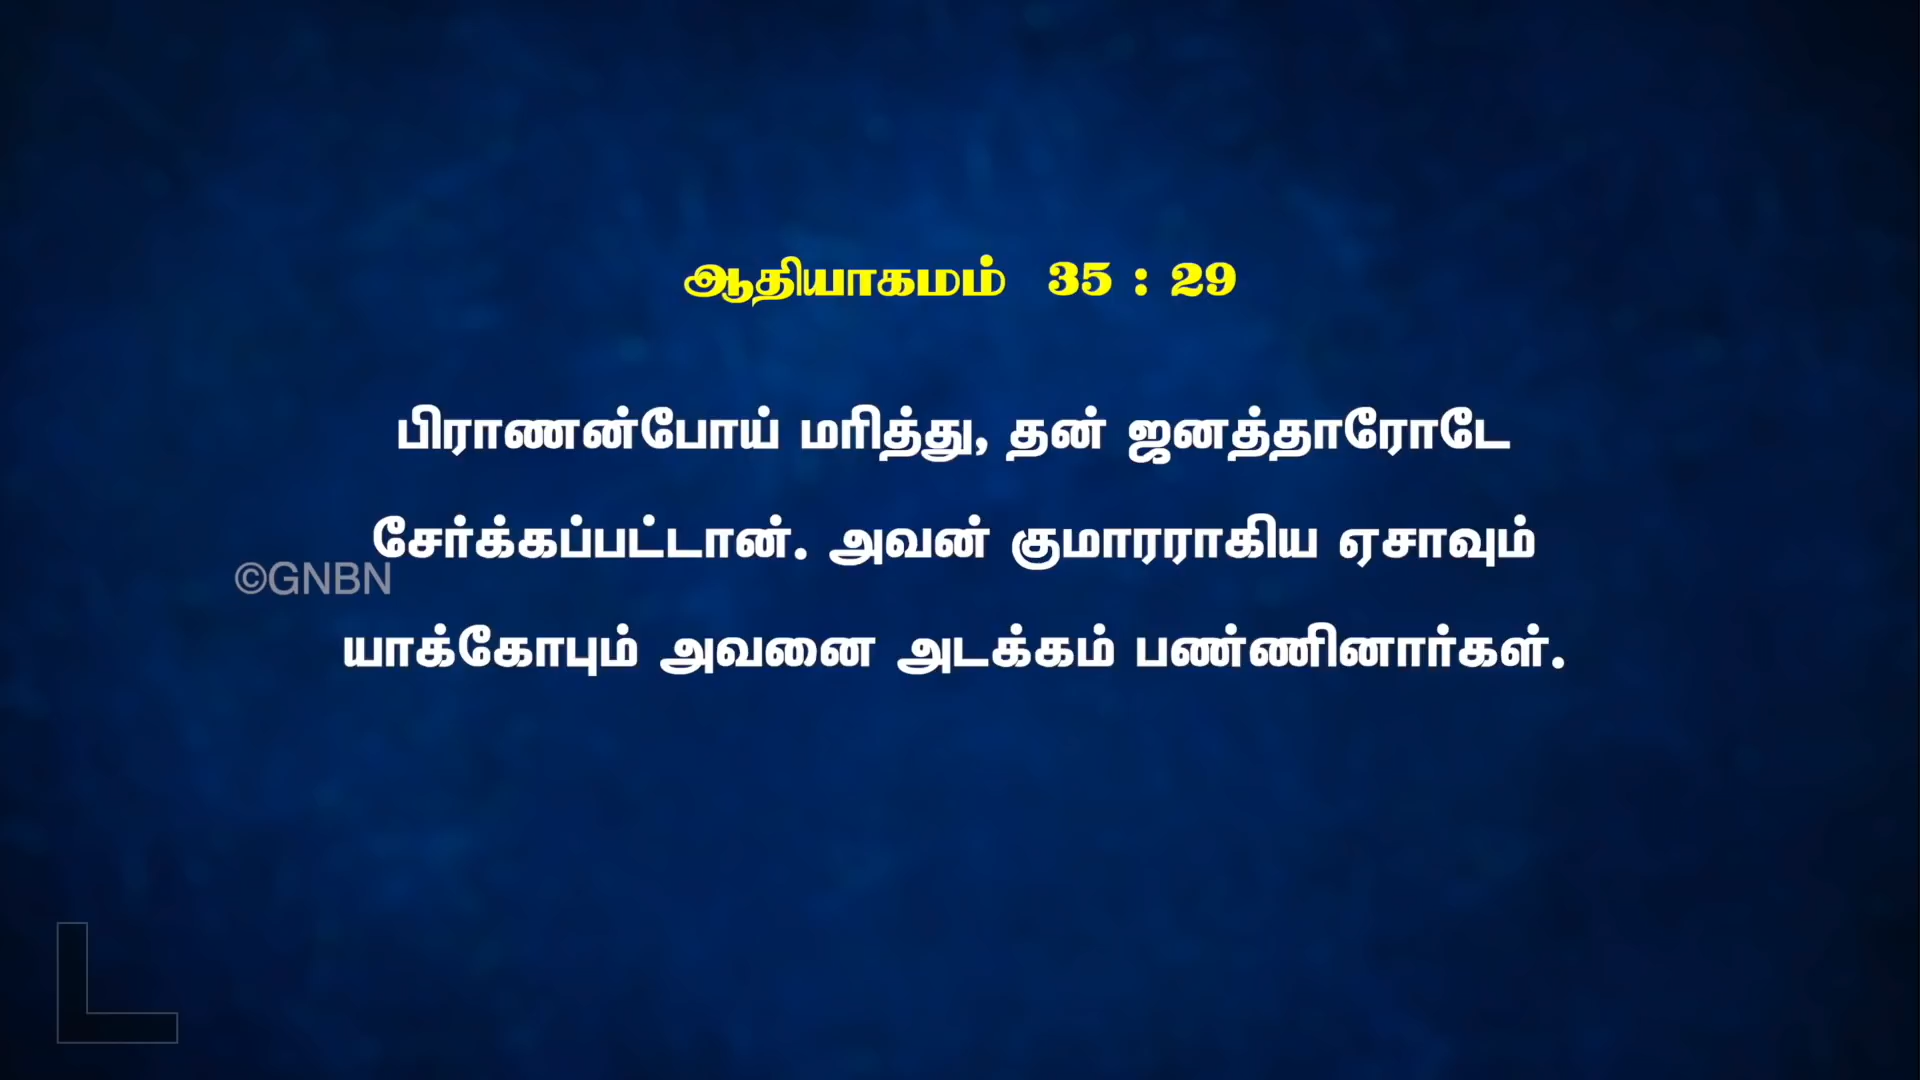 ஆதியாகமம் 35 : 29
பிராணன்போய் மரித்து, தன் ஜனத்தாரோடே
சேர்க்கப்பட்டான். அவன் குமாரராகிய ஏசாவும்
©GNBN
யாக்கோபும் அவனை அடக்கம் பண்ணினார்கள்.